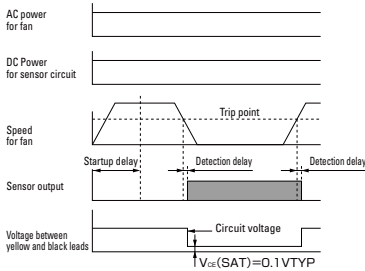 AC power
for fan
DC Power
for sensor circuit
Trip point
Speed
for fan
Startup delay
Detection delay
Detection delay
Sensor output
Circuit voltage
Voltage between
yellow and black leads
VCE(SAT)=0.1VTYP